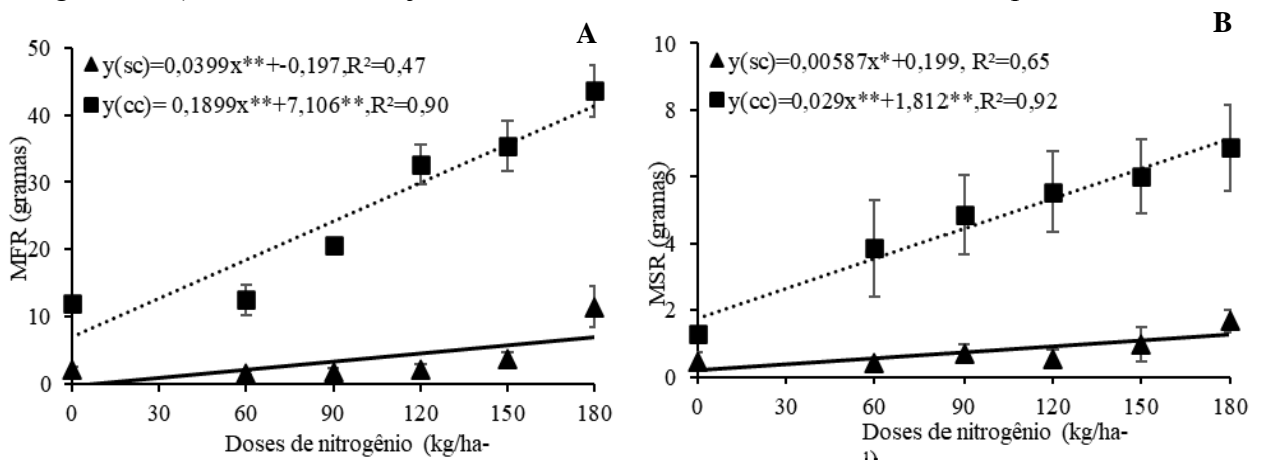 A
y(sc)=0,0399x**+-0,197,R²=0,47
y(cc)= 0,1899x**+7,106**,R²=0,90
MFR (gramas)
50
40
30
20
10
0
0 30 60 90 120 150 180
Doses de nitrogênio (kg/ha-
B
y(sc)=0,00587x*+0,199, R²=0,65
y(cc)=0,029x**+1,812**,R²=0,92
MSR (gramas)
10
8
6
4
2
0
0 30 60 90 120 150 180
Doses de nitrogênio (kg/ha-